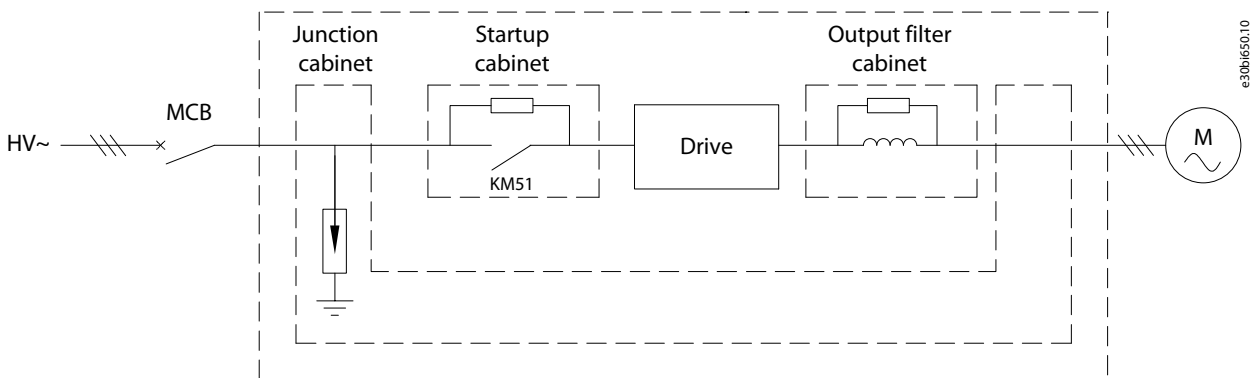 Junction
cabinet
Startup
cabinet
Output filter
cabinet
e30bi650.10
MCB
HV~
Drive
M
KM51